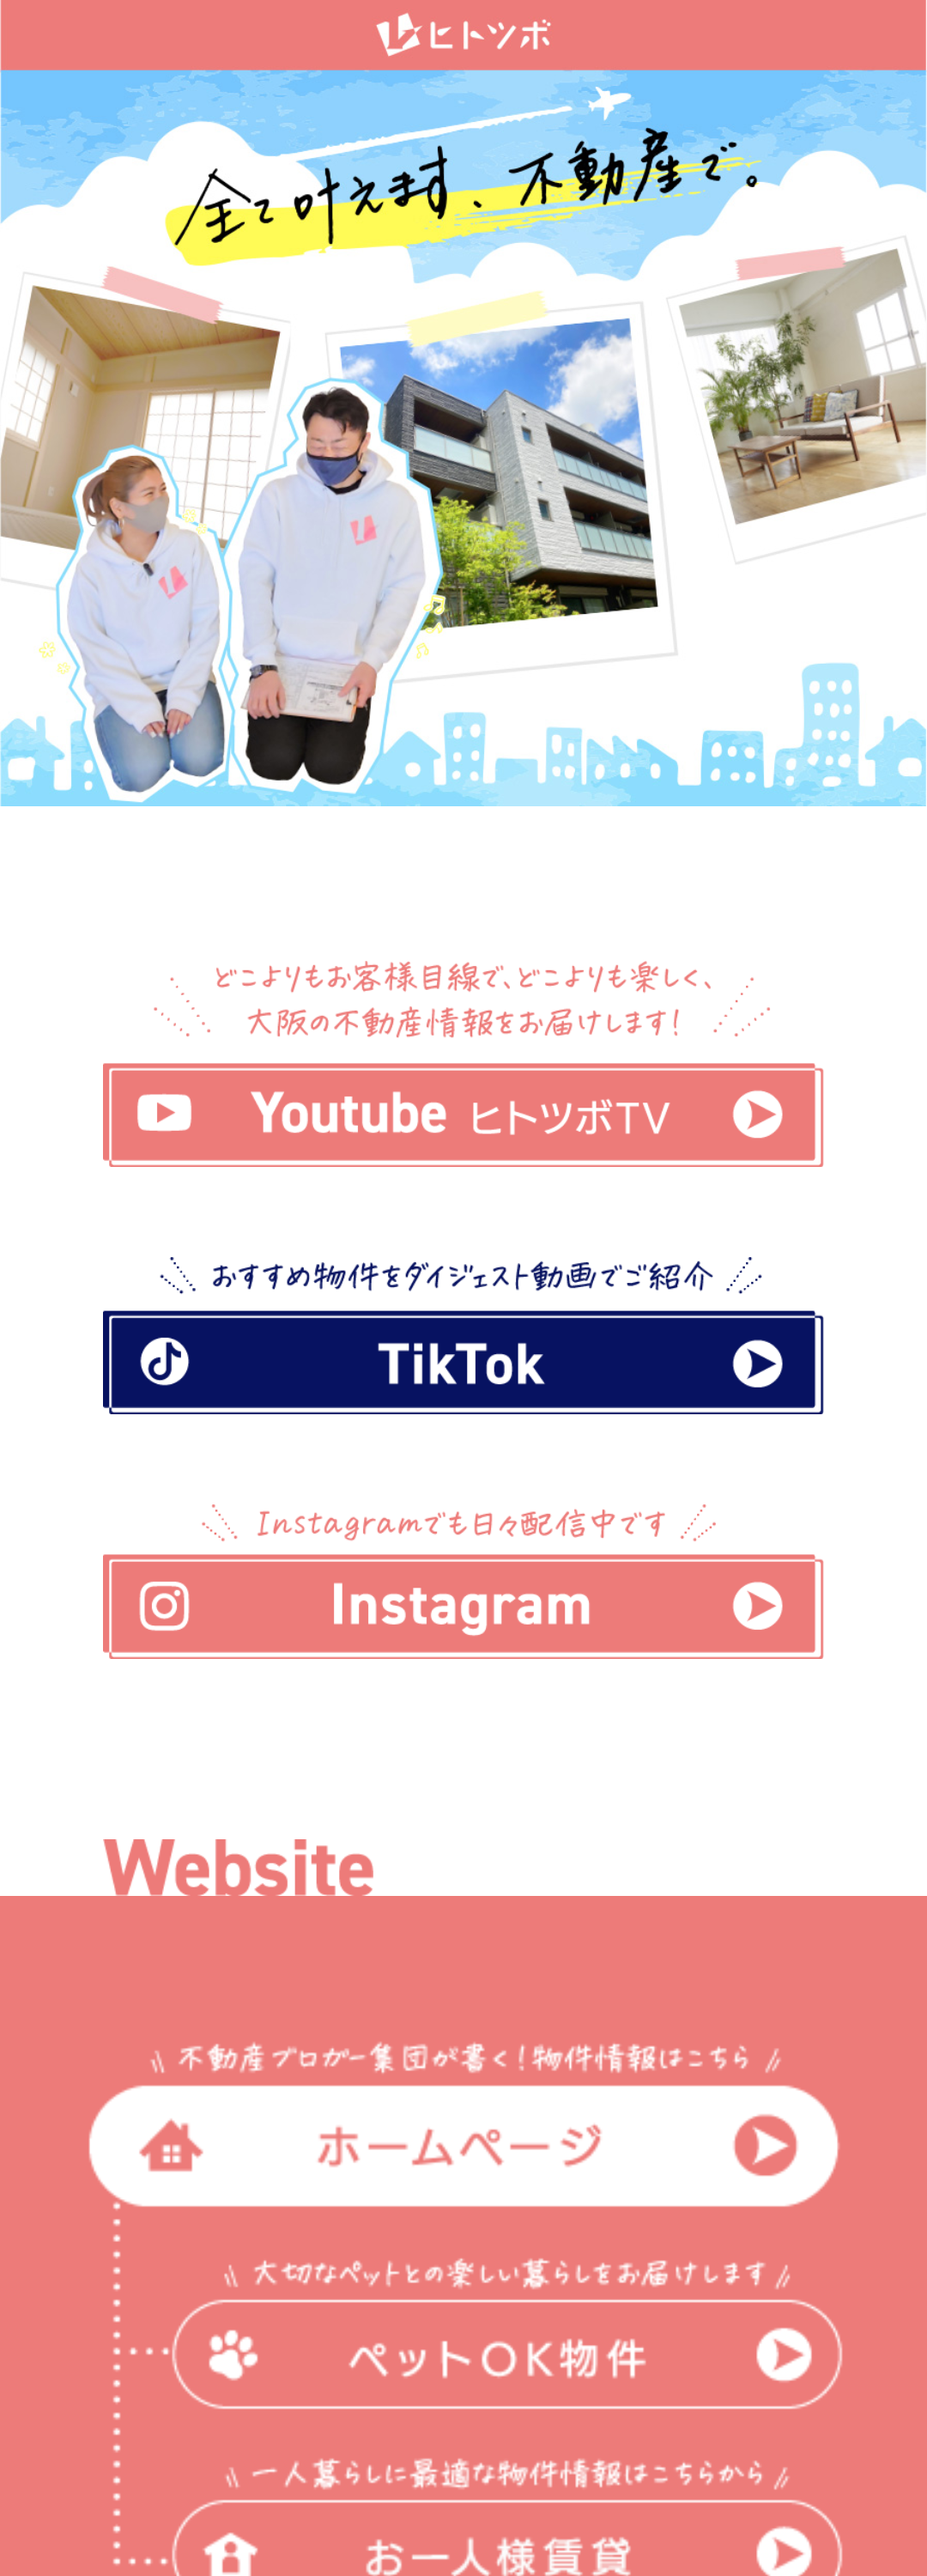 ヒトツボ
全て叶えます、不動産で。
どこよりもお客様目線で、どこよりも楽しく、
大阪の不動産情報をお届けします!
Youtube ヒトツボTV
おすすめ物件をダイジェスト動画でご紹介
TikTok
Instagramでも日々配信中です
Instagram
Website
不動産ブロガー集団が書く!物件情報はこちら
ホームページ
大切なペットとの楽しい暮らしをお届けします
ペットOK物件
一人暮らしに最適な物件情報はこちらから
お一人様賃貸